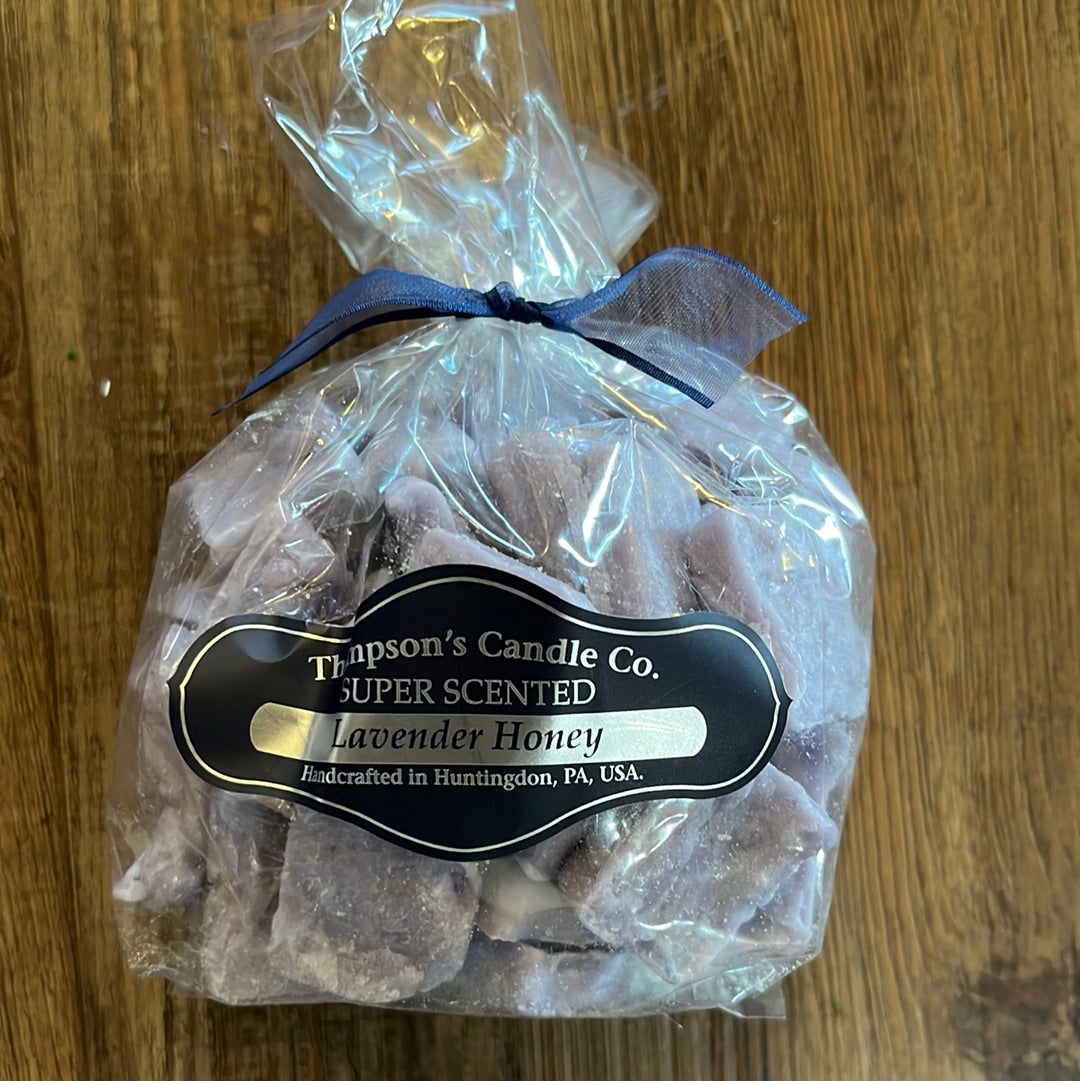 Thompson's Candle Co.
SUPER SCENTED
Lavender Honey
Handcrafted in Huntingdon, PA, USA.